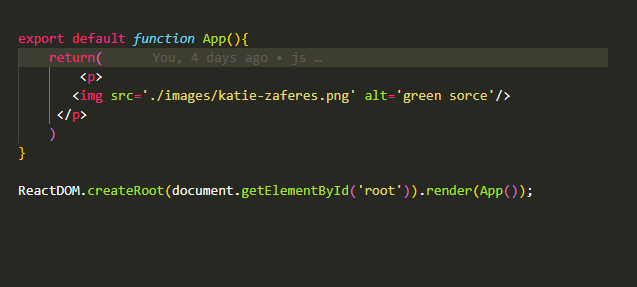 export default function App(){
return( You, 4 days ago • js …
<p>
<img src='./images/katie-zaferes.png' alt='green sorce'/>
</p>
)
}
ReactDOM.createRoot(document.getElementById('root')).render(App());